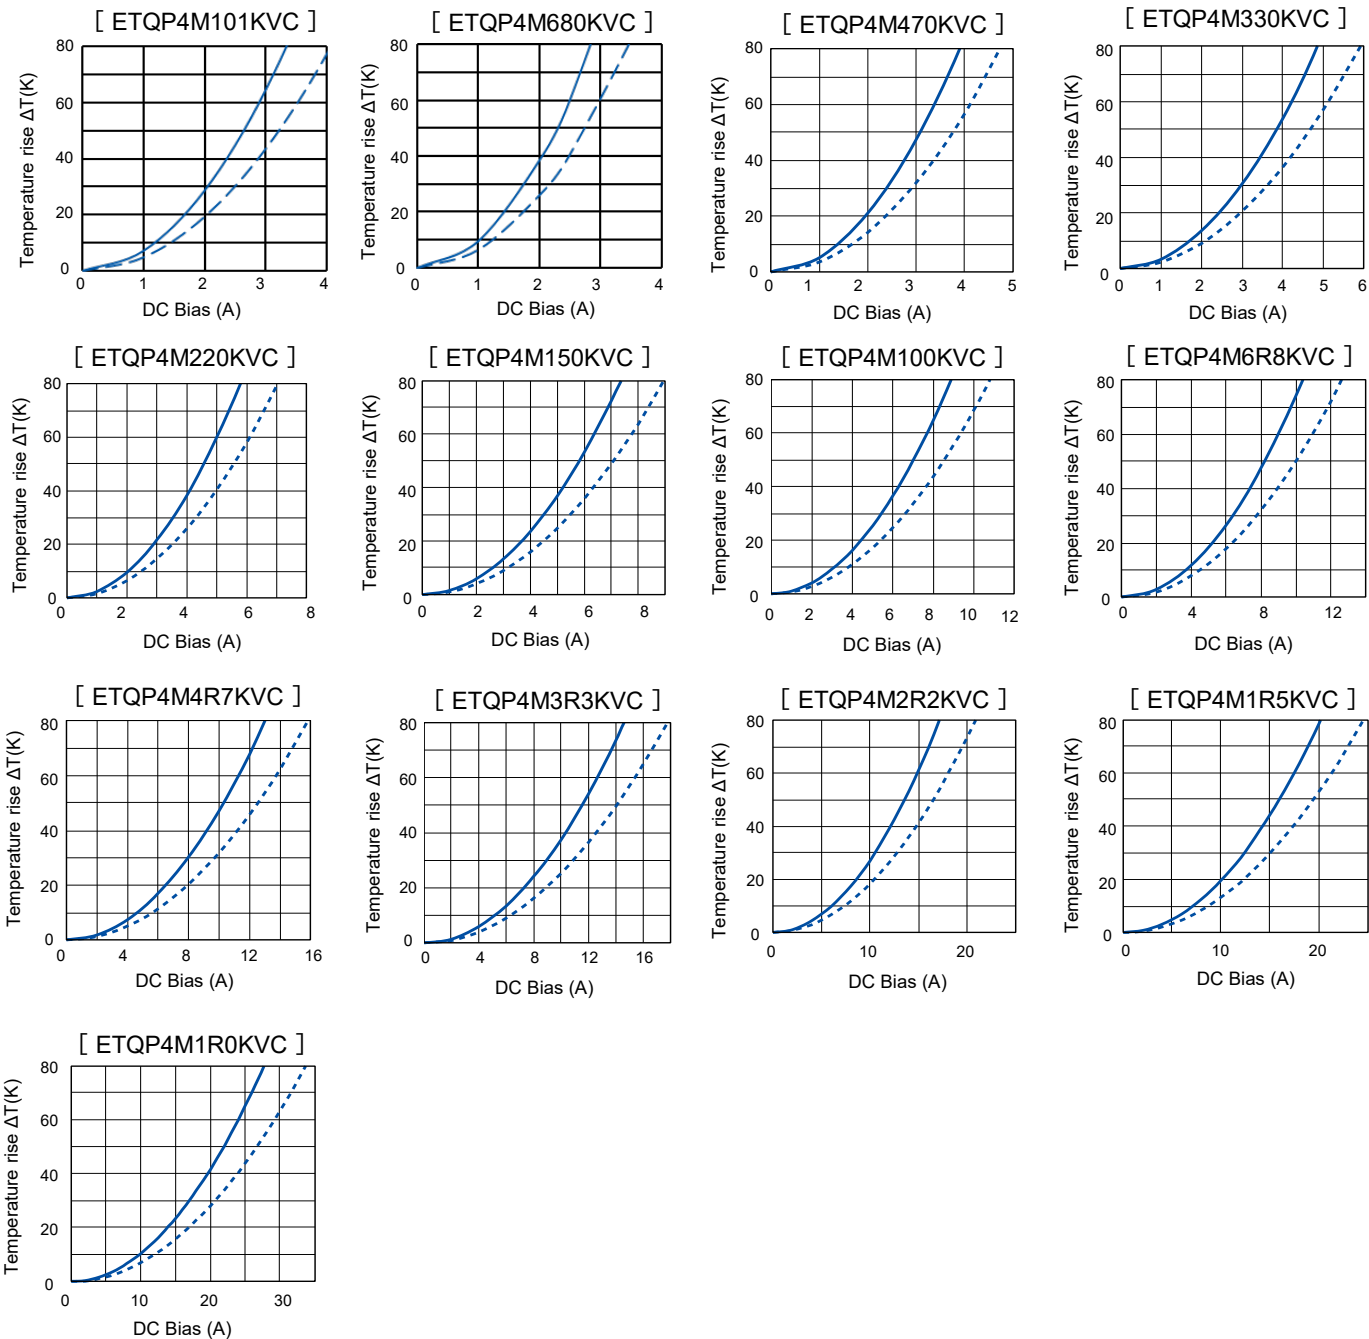 [ ETQP4M101KVC ]
80
60
40
20
0
0 1 2 3 4
Temperature rise ΔT(K)
DC Bias (A)
[ ETQP4M680KVC ]
80
60
40
20
0
0 1 2 3 4
Temperature rise ΔT(K)
DC Bias (A)
[ ETQP4M470KVC ]
80
60
40
20
0
0 1 2 3 4 5
Temperature rise ΔT(K)
DC Bias (A)
[ ETQP4M330KVC ]
80
60
40
20
0
0 1 2 3 4 5 6
Temperature rise ΔT(K)
DC Bias (A)
[ ETQP4M220KVC ]
80
60
40
20
0
0 2 4 6 8
Temperature rise ΔT(K)
DC Bias (A)
[ ETQP4M150KVC ]
80
60
40
20
0
0 2 4 6 8
Temperature rise ΔT(K)
DC Bias (A)
[ ETQP4M100KVC ]
80
60
40
20
0
0 2 4 6 8 10 12
Temperature rise ΔT(K)
DC Bias (A)
[ ETQP4M6R8KVC ]
80
60
40
20
0
0 4 8 12
Temperature rise ΔT(K)
DC Bias (A)
[ ETQP4M4R7KVC ]
80
60
40
20
0
0 4 8 12 16
Temperature rise ΔT(K)
DC Bias (A)
[ ETQP4M3R3KVC ]
80
60
40
20
0
0 4 8 12 16
Temperature rise ΔT(K)
DC Bias (A)
[ ETQP4M2R2KVC ]
80
60
40
20
0
0 10 20
Temperature rise ΔT(K)
DC Bias (A)
[ ETQP4M1R5KVC ]
80
60
40
20
0
0 10 20
Temperature rise ΔT(K)
DC Bias (A)
[ ETQP4M1R0KVC ]
80
60
40
20
0
0 10 20 30
Temperature rise ΔT(K)
DC Bias (A)